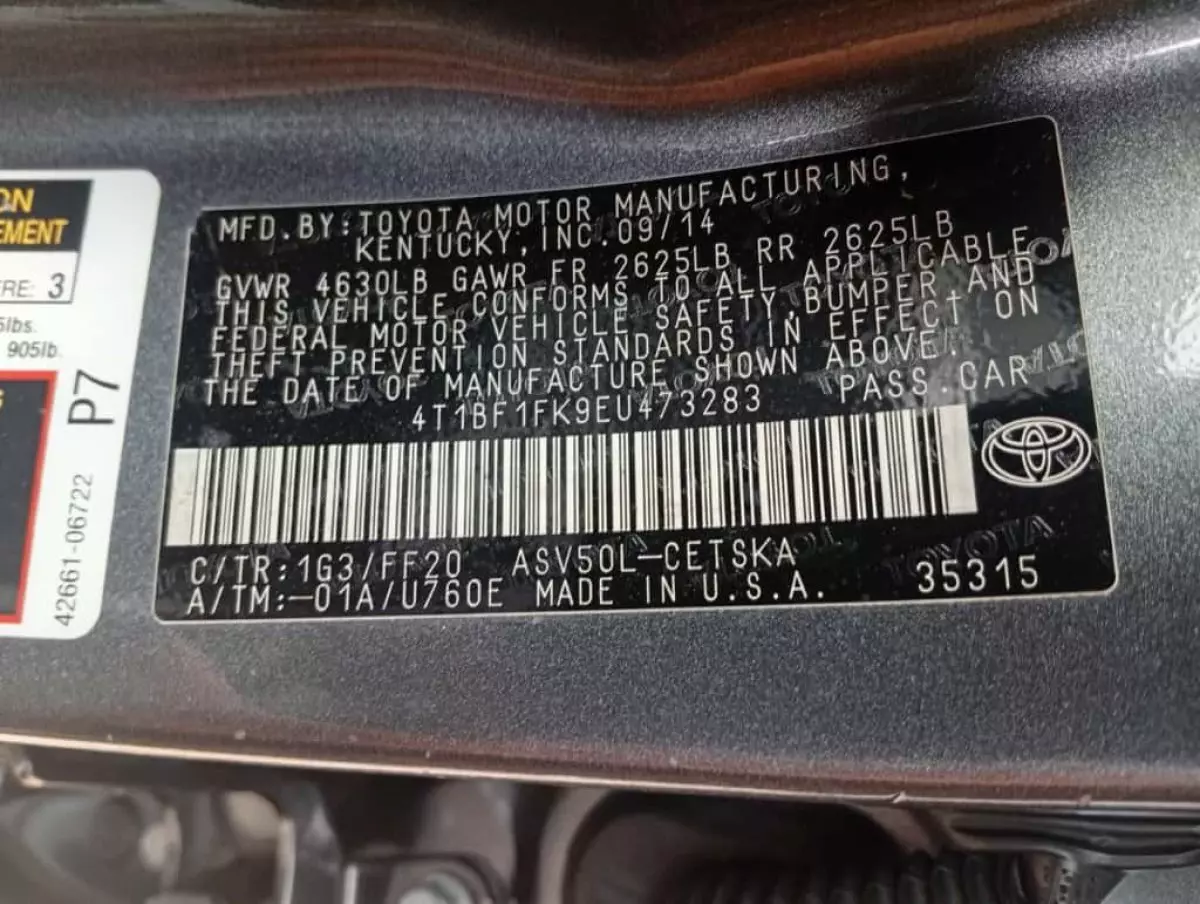 ON
EMENT
RE: 3
5lbs.
905lb.
P7
42661-06722
MFD.BY:TOYOTA MOTOR MANUFACTURING,
KENTUCKY,INC.09/14
GVWR 4630LB GAWR FR 2625LB RR 2625LB
THIS VEHICLE CONFORMS TO ALL APPLICABLE
FEDERAL MOTOR VEHICLE SAFETY,BUMPER AND
THEFT PREVENTION STANDARDS IN EFFECT ON
THE DATE OF MANUFACTURE SHOWN ABOVE.
4T1BF1FK9EU473283 PASS.CAR
C/TR:1G3/FF20 ASV50L-CETSKA
A/TM:-01A/U760E MADE IN U.S.A. 35315